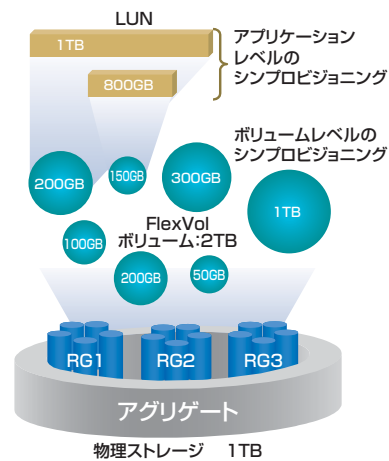 LUN
1TB
800GB
アプリケーション
レベルの
シンプロビジョニング
ボリュームレベルの
シンプロビジョニング
200GB
150GB
300GB
1TB
100GB
FlexVol
ボリューム:2TB
200GB
50GB
RG1
RG2
RG3
アグリゲート
物理ストレージ 1TB